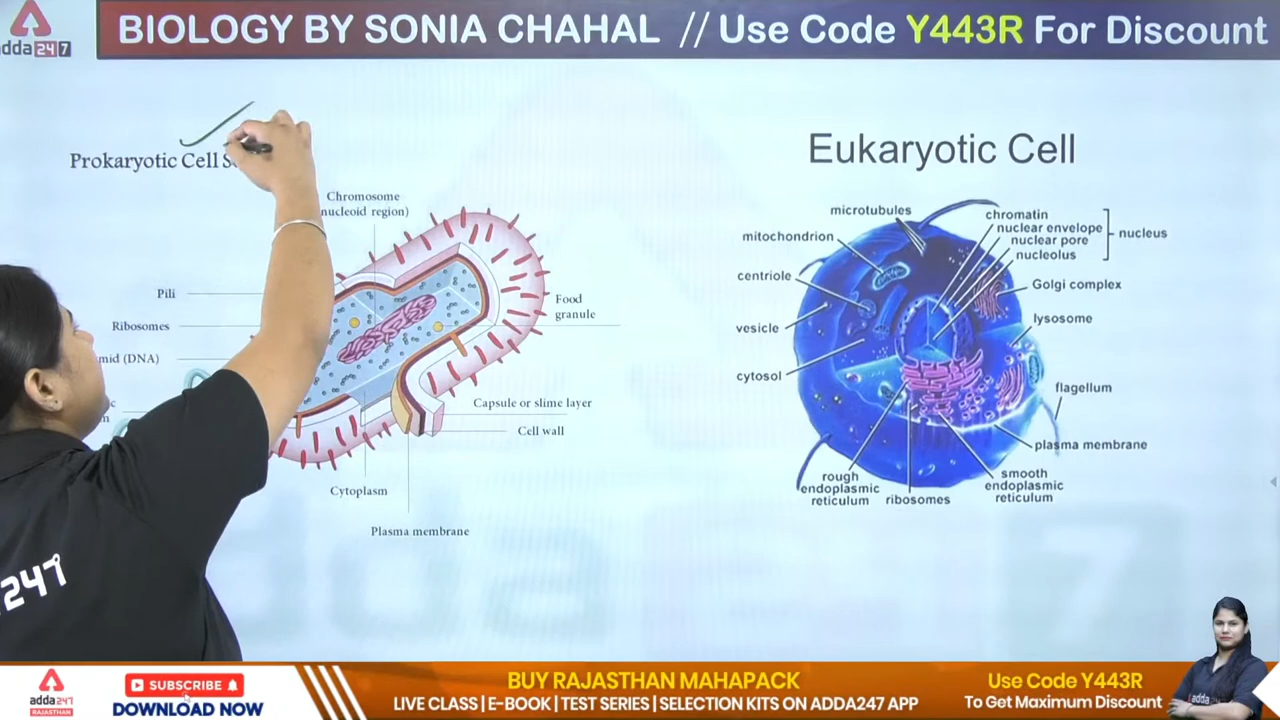 adda247
BIOLOGY BY SONIA CHAHAL // Use Code Y443R For Discount
Prokaryotic Cell
Chromosome
nucleoid region)
Pili
Ribosomes
mid (DNA)
Food
granule
Capsule or slime layer
Cell wall
Cytoplasm
Plasma membrane
Eukaryotic Cell
microtubules
mitochondrion
centriole
vesicle
cytosol
chromatin
nuclear envelope
nuclear pore
nucleolus
nucleus
Golgi complex
lysosome
flagellum
plasma membrane
rough
endoplasmic
reticulum
ribosomes
smooth
endoplasmic
reticulum
247
adda247
RAJASTHAN
SUBSCRIBE
DOWNLOAD NOW
BUY RAJASTHAN MAHAPACK
LIVE CLASS | E-BOOK | TEST SERIES | SELECTION KITS ON ADDA247 APP
Use Code Y443R
To Get Maximum Discount
adda